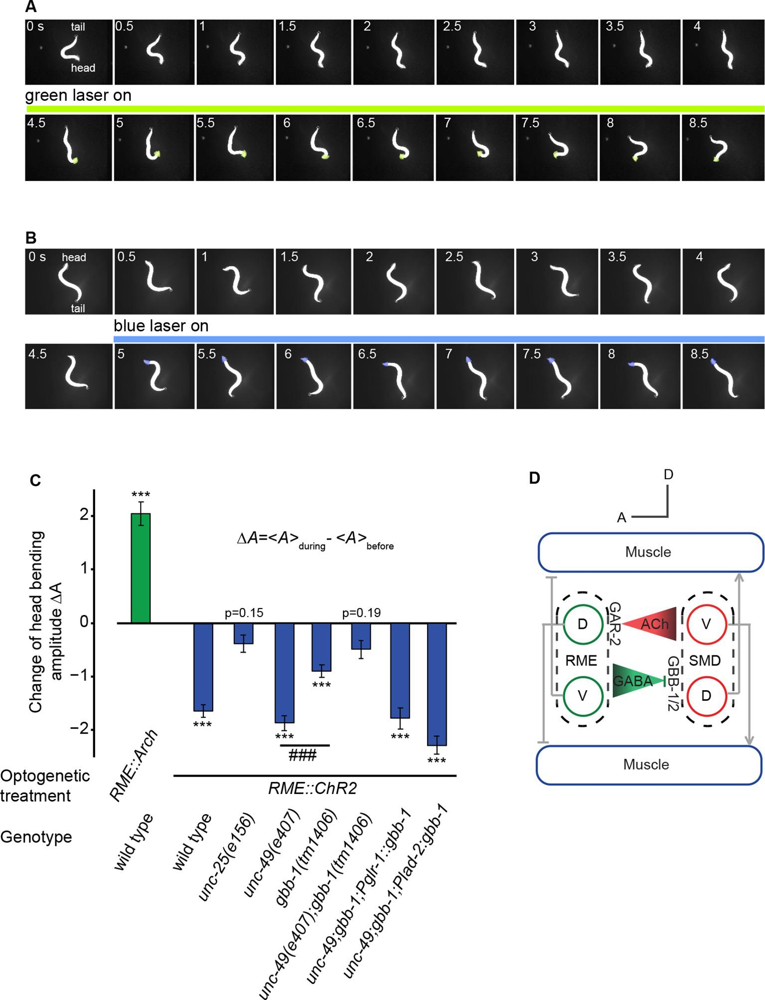 A
0 s tail 0.5 1 1.5 2 2.5 3 3.5 4
head
green laser on
4.5 5 5.5 6 6.5 7 7.5 8 8.5
B
0 s head 0.5 1 1.5 2 2.5 3 3.5 4
tail
blue laser on
4.5 5 5.5 6 6.5 7 7.5 8 8.5
C
Change of head bending
amplitude ΔA
2
1
0
−1
−2
***
ΔA=<A>during- <A>before
p=0.15
p=0.19
***
***
***
***
***
###
Optogenetic
treatment
RME::Arch
RME::ChR2
Genotype
wild type
wild type
unc-25(e156)
unc-49(e407)
gbb-1(tm1406)
unc-49(e407);gbb-1(tm1406)
unc-49;gbb-1;Pglr-1::gbb-1
unc-49;gbb-1;Plad-2:gbb-1
D
D
A
Muscle
D
GAR-2
ACh
V
RME
SMD
V
GABA
GBB-1/2
D
Muscle